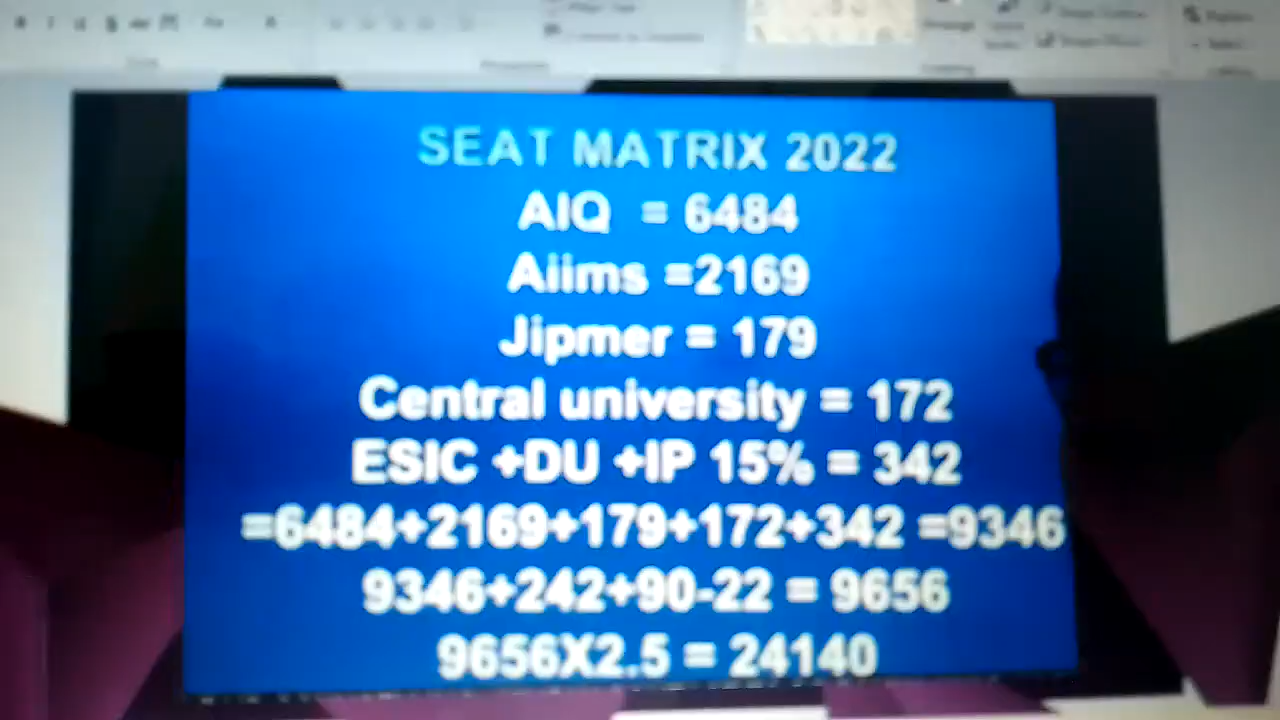 SEAT MATRIX 2022
AIQ = 6484
Aiims =2169
Jipmer = 179
Central university = 172
ESIC +DU +IP 15% = 342
=6484+2169+179+172+342 =9346
9346+242+90-22 = 9656
9656X2.5 = 24140